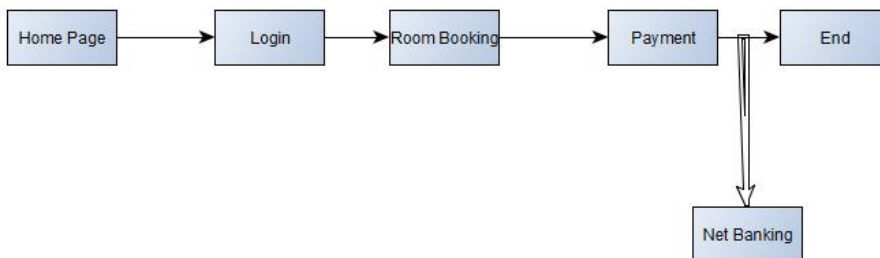 Home Page
Login
Room Booking
Payment
End
Net Banking